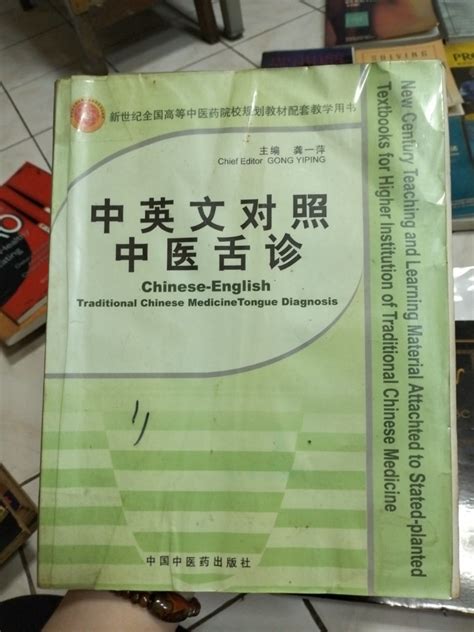 新世纪全国高等中医药院校规划教材配套教学用书
主编 龚一萍
Chief Editor GONG YIPING
中英文对照
中医舌诊
Chinese-English
Traditional Chinese MedicineTongue Diagnosis
中国中医药出版社
New Century Teaching and Learning Material Attachted to Stated-planted
Textbooks for Higher Institution of Traditional Chinese Medicine